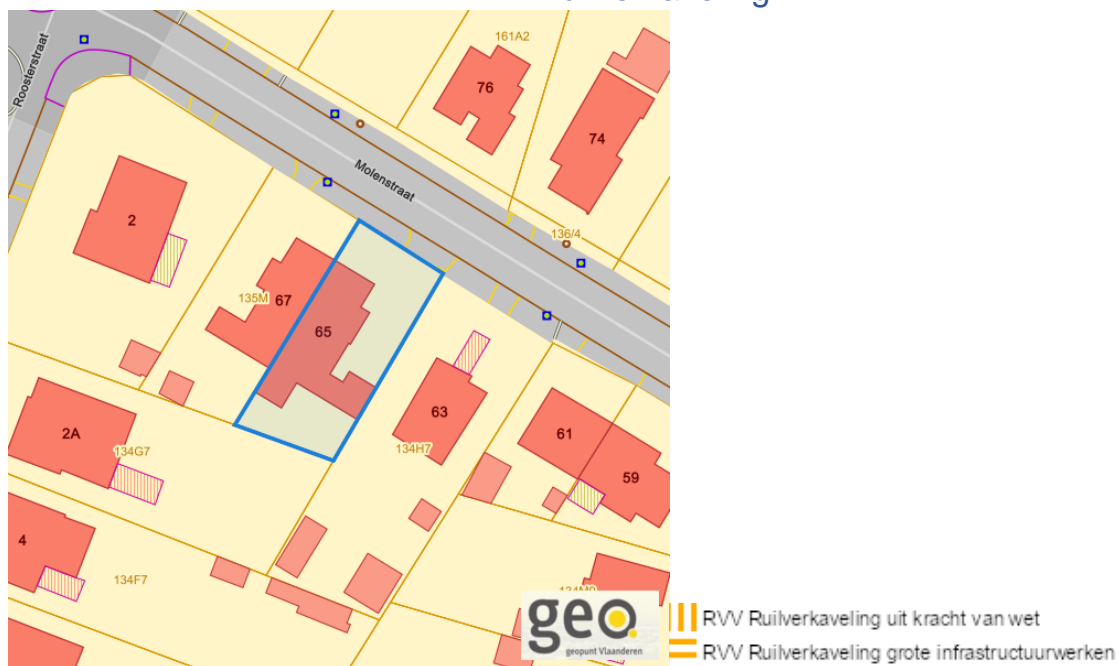 161A2
Roosterstraat
76
74
Molenstraat
2
136/4
135M
67
65
63
2A
134G7
134H7
61
59
4
134F7
geo.
geopunt Vlaanderen
RVV Ruilverkaveling uit kracht van wet
RVV Ruilverkaveling grote infrastructuurwerken